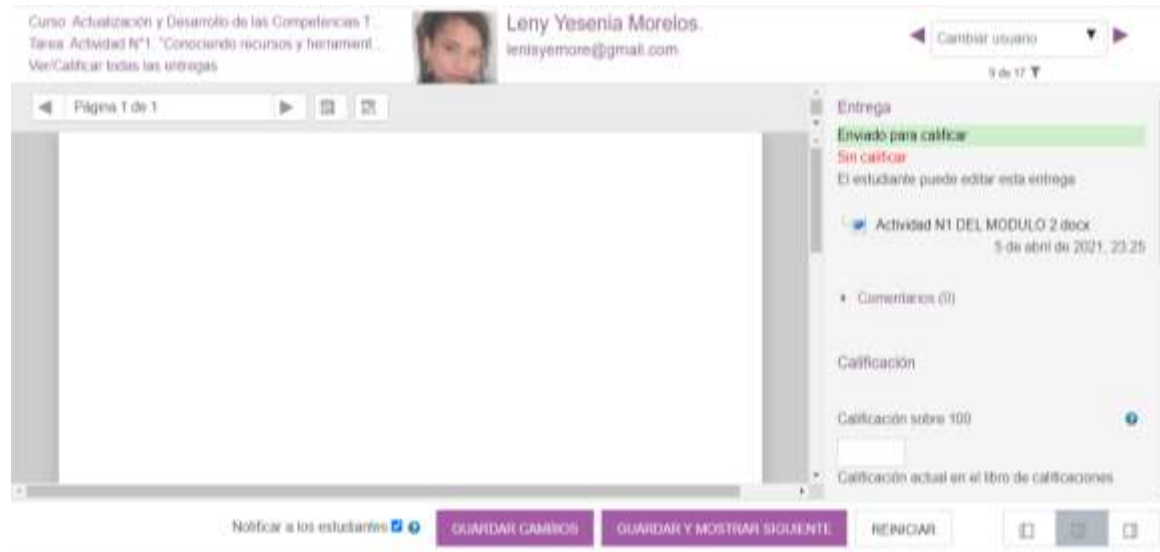 Curso: Actualización y Desarrollo de las Competencias T...
Tarea: Actividad N°1. "Conociendo recursos y herrament...
Ver/Calificar todas las entregas
Leny Yesenia Morelos.
lenisyemore@gmail.com
Cambiar usuario
9 de 17
Página 1 de 1
Entrega
Enviado para calificar
Sin calificar
El estudiante puede editar esta entrega
Actividad N1 DEL MODULO 2.docx
5 de abril de 2021, 23:25
Comentarios (0)
Calificación
Calificación sobre 100
Calificación actual en el libro de calificaciones
Notificar a los estudiantes
GUARDAR CAMBIOS
GUARDAR Y MOSTRAR SIGUIENTE
REINICIAR